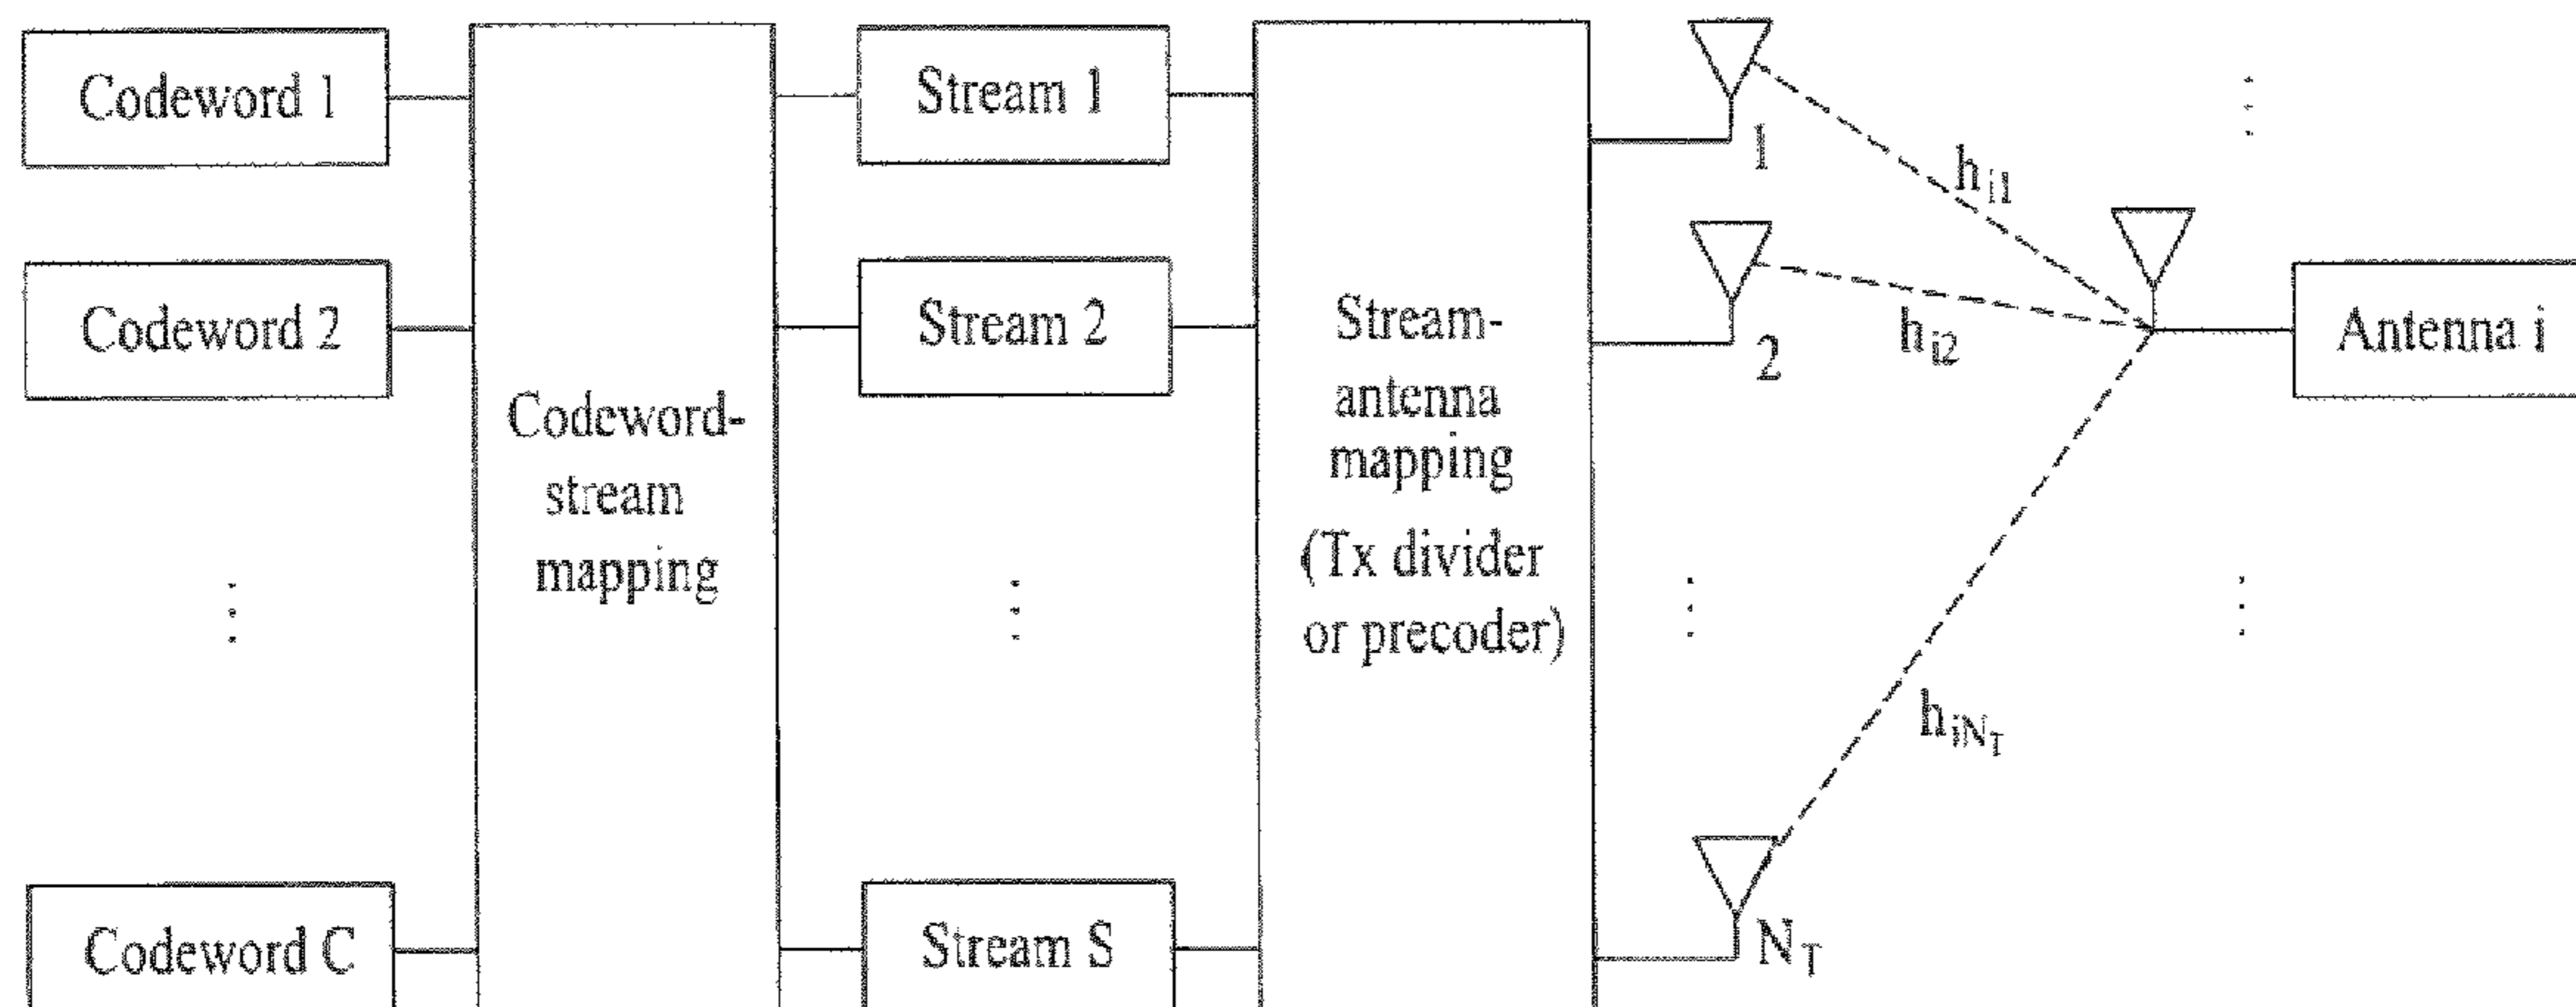 Codeword 1
Codeword 2
Codeword C
Codeword-
stream
mapping
Stream 1
Stream 2
Stream S
Stream-
antenna
mapping
(Tx divider
or precoder)
1
2
N_T
h_i1
h_i2
h_iN_T
Antenna i